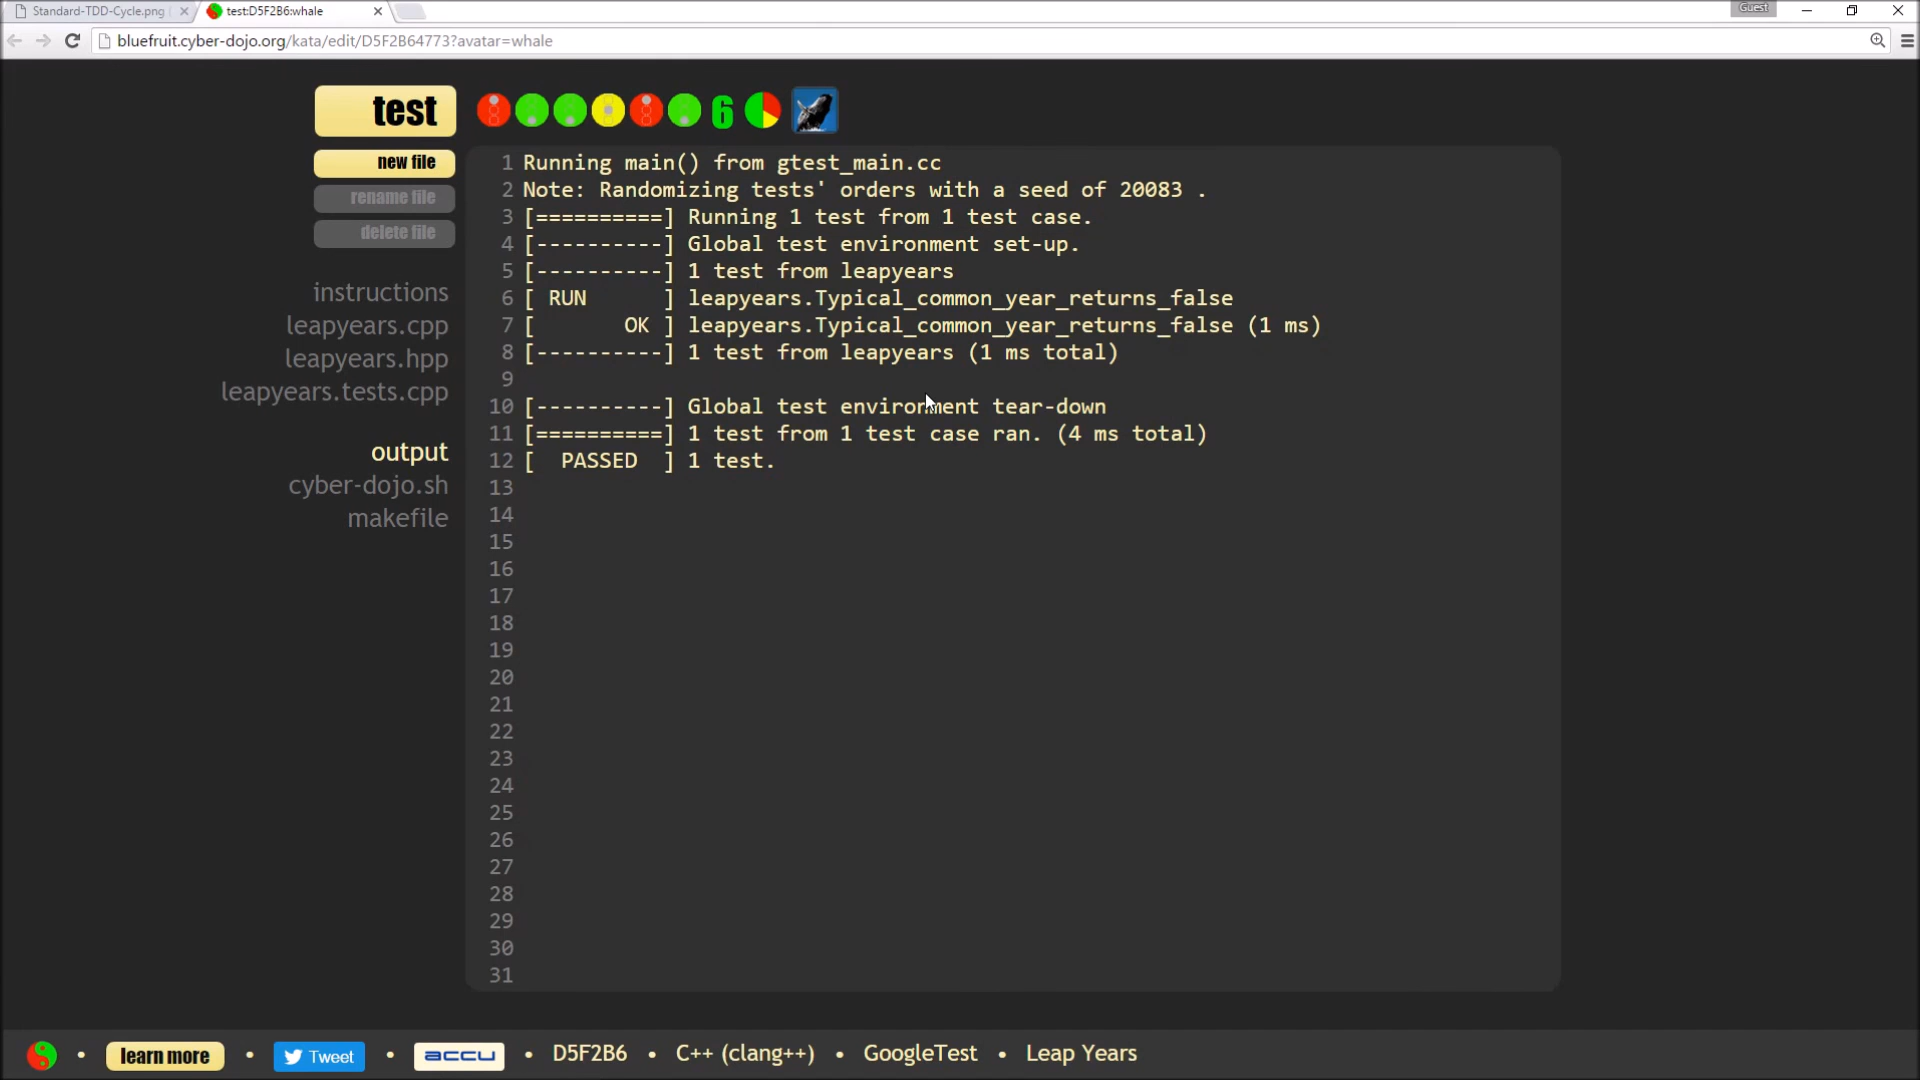 Standard-TDD-Cycle.png (
test:D5F2B6:whale
Guest
bluefruit.cyber-dojo.org/kata/edit/D5F2B64773?avatar=whale
test
6
new file
rename file
delete file
instructions
leapyears.cpp
leapyears.hpp
leapyears.tests.cpp
output
cyber-dojo.sh
makefile
1 Running main() from gtest_main.cc
2 Note: Randomizing tests' orders with a seed of 20083 .
3 [==========] Running 1 test from 1 test case.
4 [----------] Global test environment set-up.
5 [----------] 1 test from leapyears
6 [ RUN      ] leapyears.Typical_common_year_returns_false
7 [       OK ] leapyears.Typical_common_year_returns_false (1 ms)
8 [----------] 1 test from leapyears (1 ms total)
9
10 [----------] Global test environment tear-down
11 [==========] 1 test from 1 test case ran. (4 ms total)
12 [  PASSED  ] 1 test.
13
14
15
16
17
18
19
20
21
22
23
24
25
26
27
28
29
30
31
learn more • Tweet • accu • D5F2B6 • C++ (clang++) • GoogleTest • Leap Years